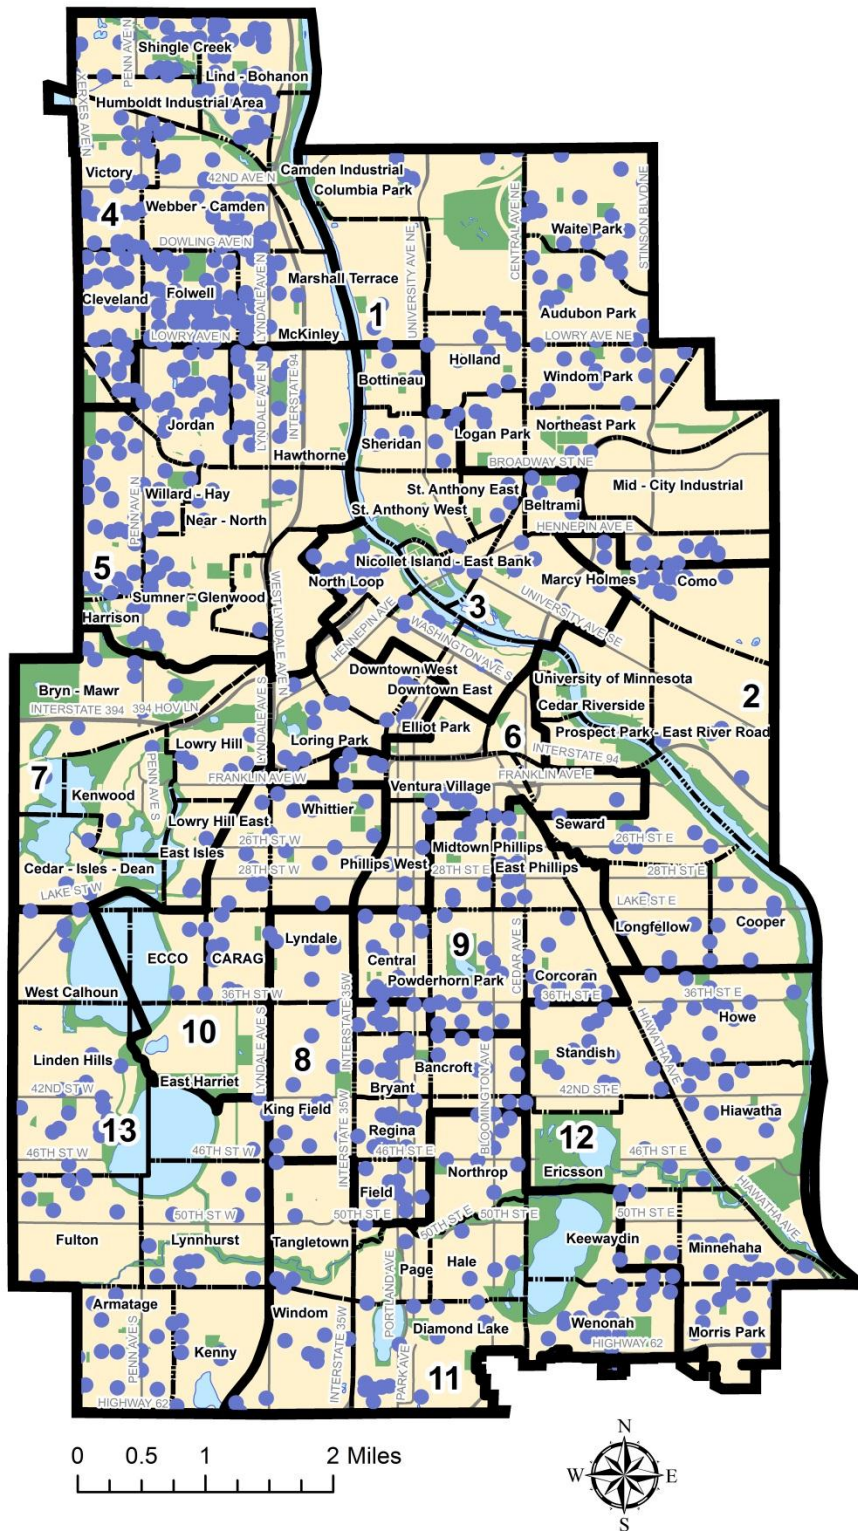 Shingle Creek
PENN AVE N
Lind - Bohanon
XERXES AVE N
Humboldt Industrial Area
Victory
42ND AVE N
Camden Industrial
Columbia Park
4
Webber - Camden
DOWLING AVE N
Waite Park
STINSON BLVD NE
CENTRAL AVE NE
UNIVERSITY AVE NE
Cleveland
Folwell
LYNDALE AVE N
Marshall Terrace
1
Audubon Park
LOWRY AVE N
McKinley
LOWRY AVE NE
Holland
Bottineau
Windom Park
LYNDALE AVE N
INTERSTATE 94
Jordan
Sheridan
Logan Park
Northeast Park
Hawthorne
BROADWAY ST NE
PENN AVE N
Willard - Hay
Near - North
St. Anthony East
St. Anthony West
Beltrami
Mid - City Industrial
HENNEPIN AVE E
5
Nicollet Island - East Bank
North Loop
Marcy Holmes
Como
Sumner - Glenwood
Harrison
WEST LYNDALE AVE N
HENNEPIN AVE
3
WASHINGTON AVE S
UNIVERSITY AVE SE
Bryn - Mawr
INTERSTATE 394
394 HOV LN
Downtown West
Downtown East
University of Minnesota
Cedar Riverside
2
Lowry Hill
LYNDALE AVE S
Loring Park
Elliot Park
6
Prospect Park - East River Road
INTERSTATE 94
7
Kenwood
PENN AVE S
FRANKLIN AVE W
FRANKLIN AVE E
Ventura Village
Lowry Hill East
Whittier
Seward
East Isles
26TH ST W
26TH ST E
Midtown Phillips
Cedar - Isles - Dean
28TH ST W
Phillips West
28TH ST E
East Phillips
28TH ST E
LAKE ST W
LAKE ST E
ECCO
CARAG
Lyndale
9
CEDAR AVE S
Longfellow
Cooper
Central
Powderhorn Park
Corcoran
West Calhoun
36TH ST W
36TH ST E
36TH ST E
INTERSTATE 35W
Howe
10
Linden Hills
LYNDALE AVE S
8
HIAWATHA AVE
Standish
Bancroft
BLOOMINGTON AVE
42ND ST W
East Harriet
Bryant
42ND ST E
King Field
INTERSTATE 35W
Hiawatha
13
Regina
12
46TH ST W
46TH ST W
46TH ST E
46TH ST E
Northrop
Ericsson
Field
HIAWATHA AVE
50TH ST W
50TH ST E
50TH ST E
50TH ST E
50TH ST E
Fulton
Lynnhurst
Tangletown
Keewaydin
Minnehaha
Page
Hale
PORTLAND AVE
Armatage
Windom
INTERSTATE 35W
Diamond Lake
Wenonah
Morris Park
PENN AVE S
Kenny
HIGHWAY 62
PARK AVE
11
HIGHWAY 62
0 0.5 1 2 Miles
N
W E
S